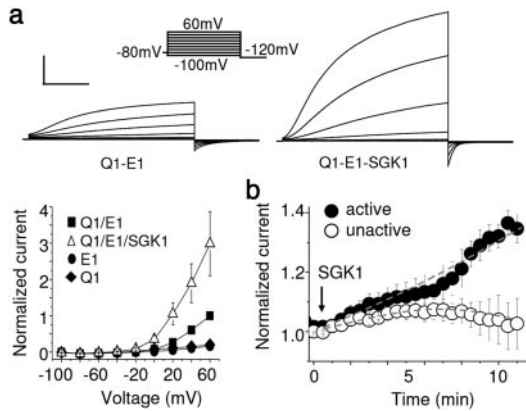 a
60mV
-80mV
-120mV
-100mV
Q1-E1
Q1-E1-SGK1
Normalized current
4
3
2
1
0
Q1/E1
Q1/E1/SGK1
E1
Q1
-100
-60
-20
20
60
Voltage (mV)
b
Normalized current
1.4
1.2
1.0
active
unactive
SGK1
0
5
10
Time (min)